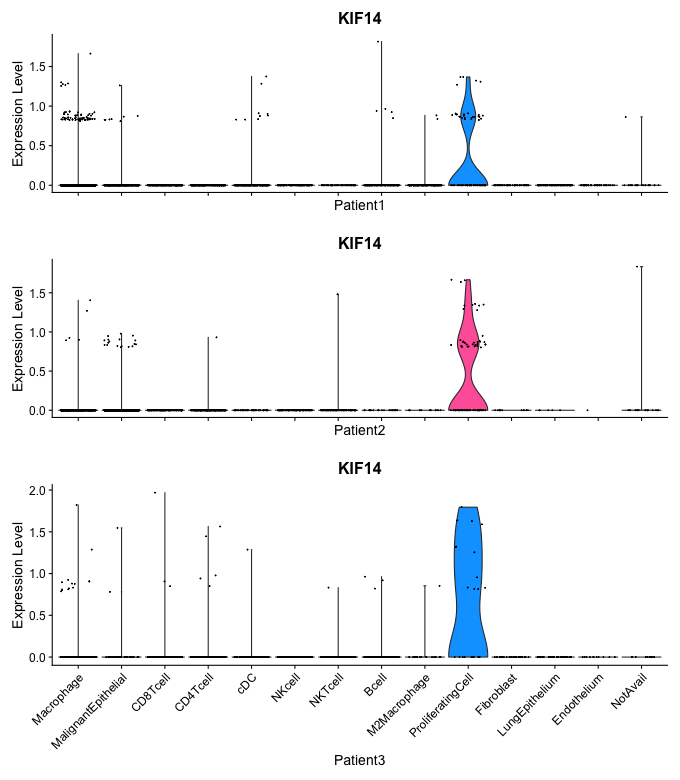 KIF14
Expression Level
1.5
1.0
0.5
0.0
Patient1
KIF14
Expression Level
1.5
1.0
0.5
0.0
Patient2
KIF14
Expression Level
2.0
1.5
1.0
0.5
0.0
Macrophage
MalignantEpithelial
CD8Tcell
CD4Tcell
cDC
NKcell
NKTcell
Bcell
M2Macrophage
ProliferatingCell
Fibroblast
LungEpithelium
Endothelium
NotAvail
Patient3